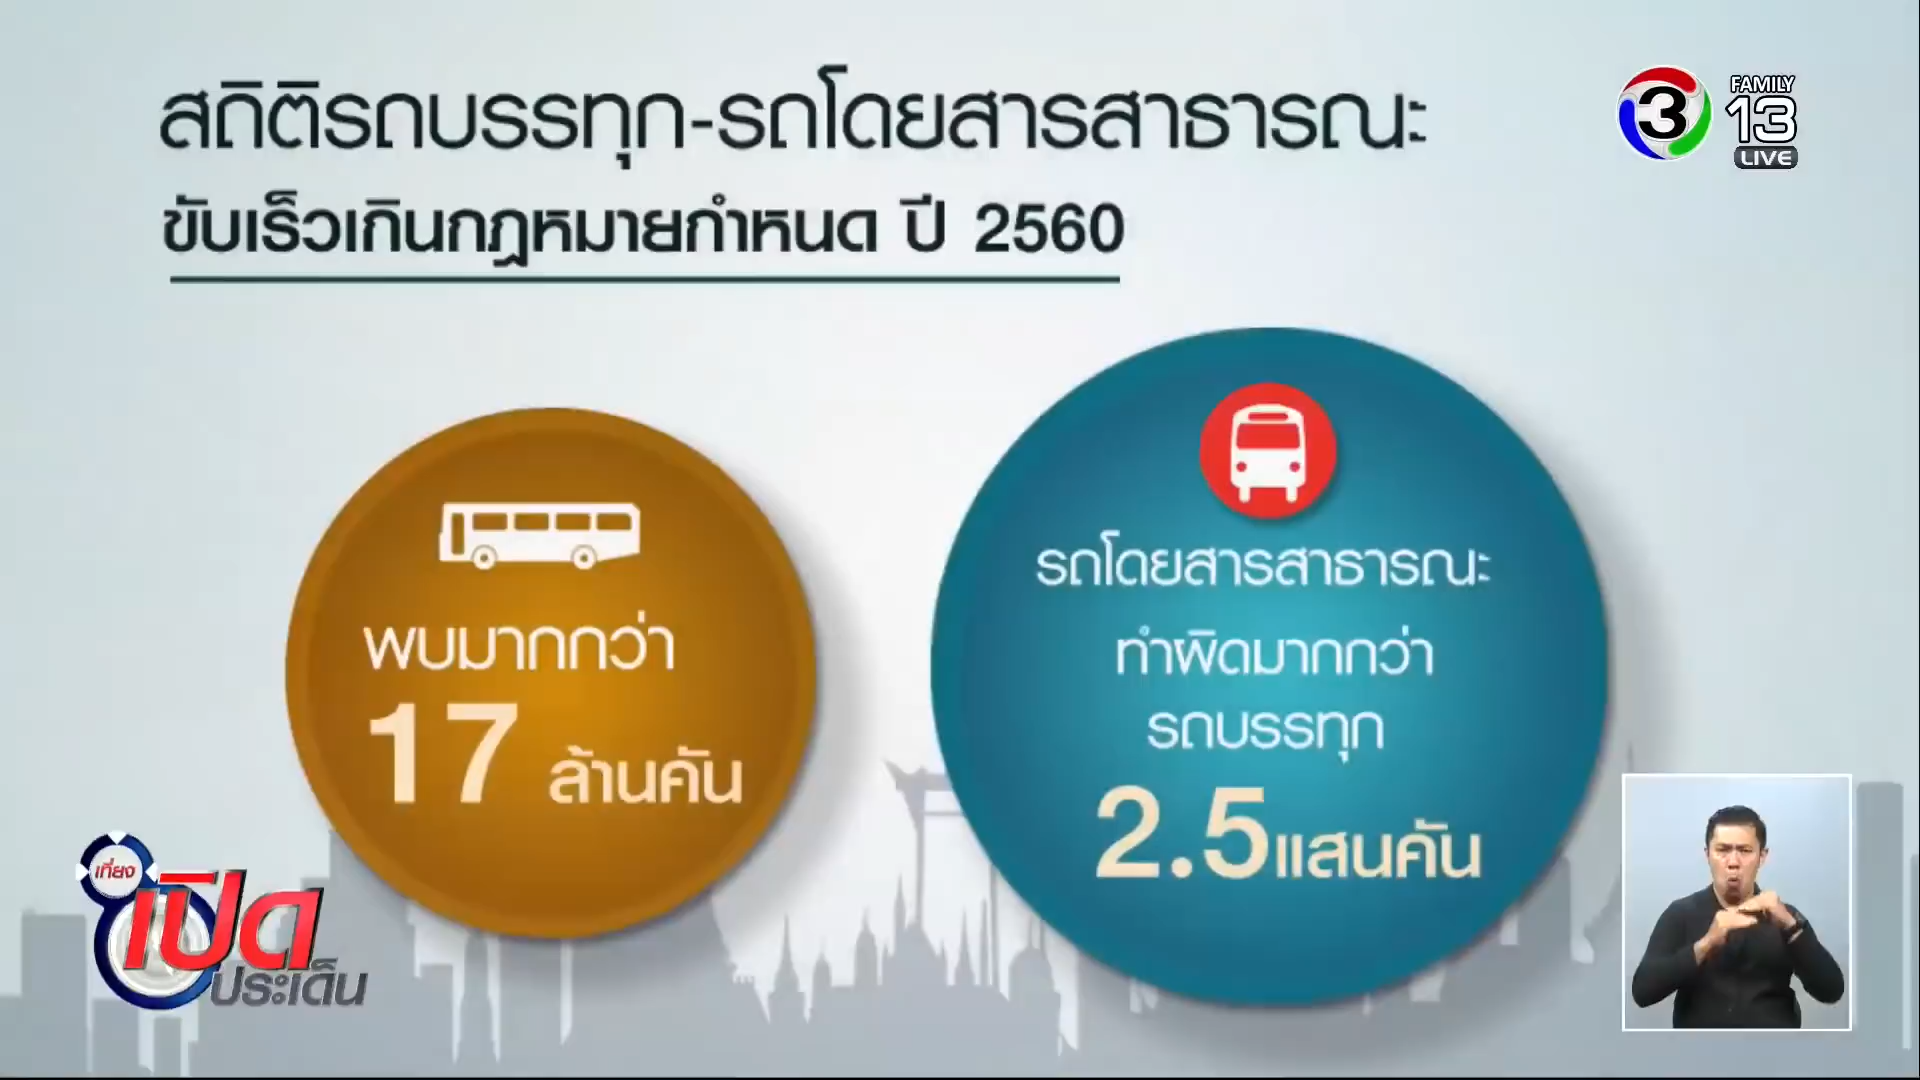 สถิติรถบรรทุก-รถโดยสารสาธารณะ
ขับเร็วเกินกฎหมายกำหนด ปี 2560
3
FAMILY
13
LIVE
พบมากกว่า
17 ล้านคัน
รถโดยสารสาธารณะ
ทำผิดมากกว่า
รถบรรทุก
2.5แสนคัน
เที่ยง
เปิด
ประเด็น